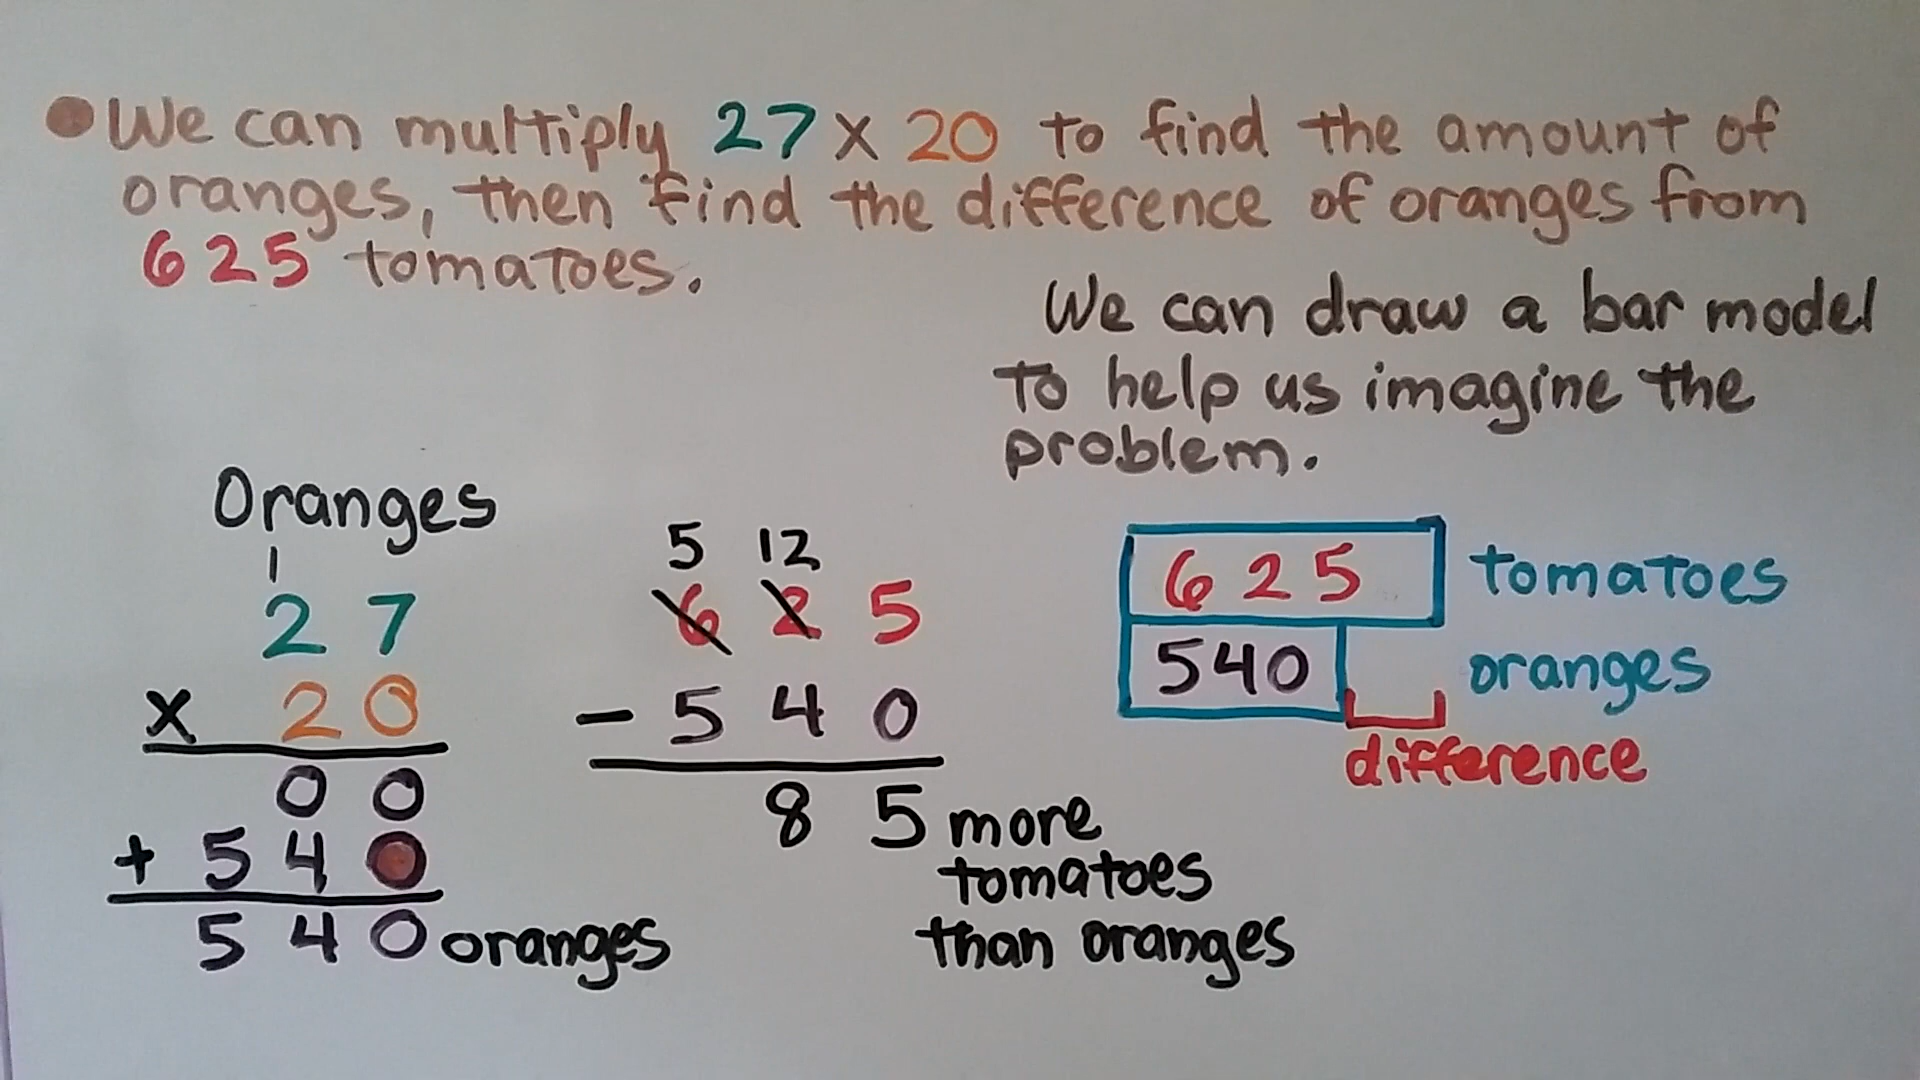 We can multiply 27 x 20 to find the amount of
oranges, then find the difference of oranges from
625 tomatoes.
We can draw a bar model
to help us imagine the
problem.
Oranges
1
27
x 20
00
+ 540
540 oranges
5 12
625
- 540
85 more
tomatoes
than oranges
625 tomatoes
540 oranges
difference